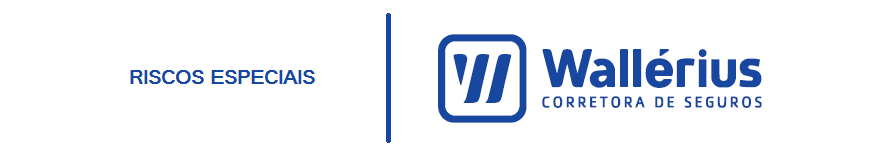 RISCOS ESPECIAIS
W
Wallérius
CORRETORA DE SEGUROS